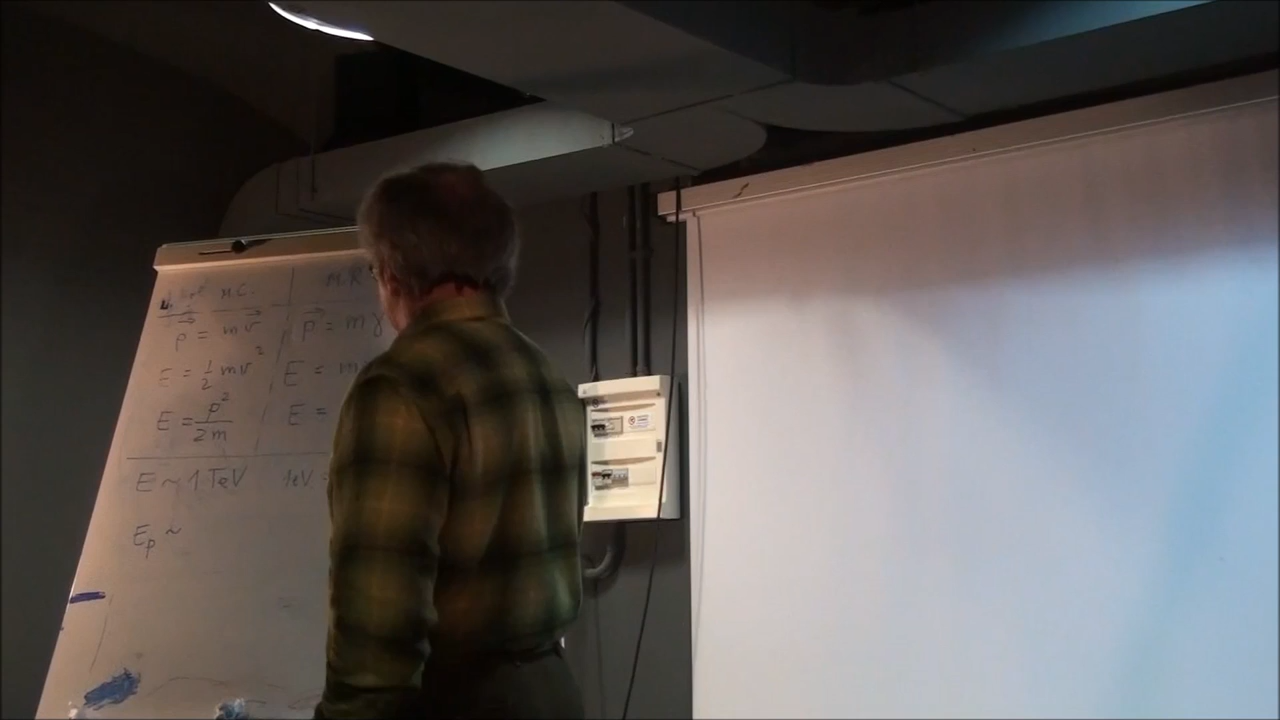 M.C. M.R
p⃗ = mv⃗ p⃗ = mγ
E = ½mv² E = m
E = p²/2m E =
E ~ 1 TeV 1eV
Eₚ ~